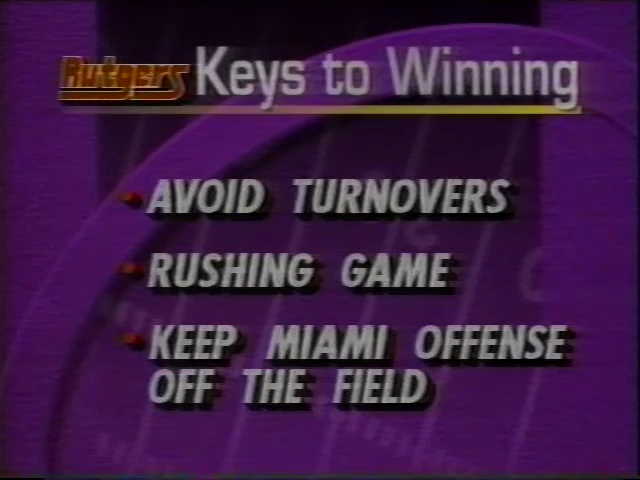 Rutgers Keys to Winning
AVOID TURNOVERS
RUSHING GAME
KEEP MIAMI OFFENSE
OFF THE FIELD